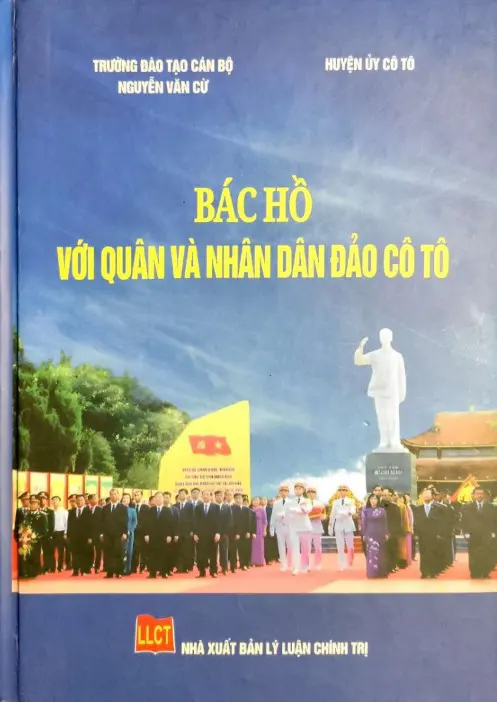 TRƯỜNG ĐÀO TẠO CÁN BỘ
NGUYỄN VĂN CỪ
HUYỆN ỦY CÔ TÔ
BÁC HỒ
VỚI QUÂN VÀ NHÂN DÂN ĐẢO CÔ TÔ
LLCT
NHÀ XUẤT BẢN LÝ LUẬN CHÍNH TRỊ